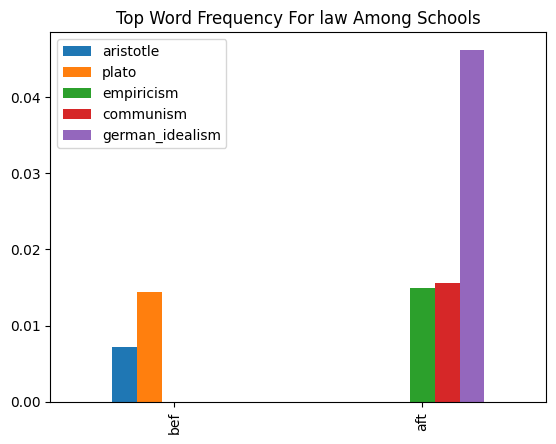 Top Word Frequency For law Among Schools
aristotle
plato
empiricism
communism
german_idealism
0.04
0.03
0.02
0.01
0.00
bef
aft